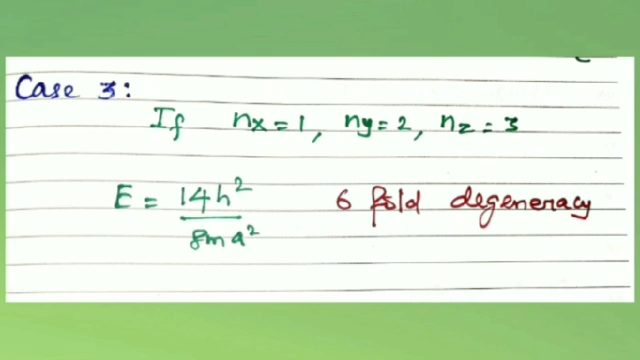 Case 3:
If nx=1, ny=2, nz=3
E = 14h²/8ma² 6 fold degeneracy